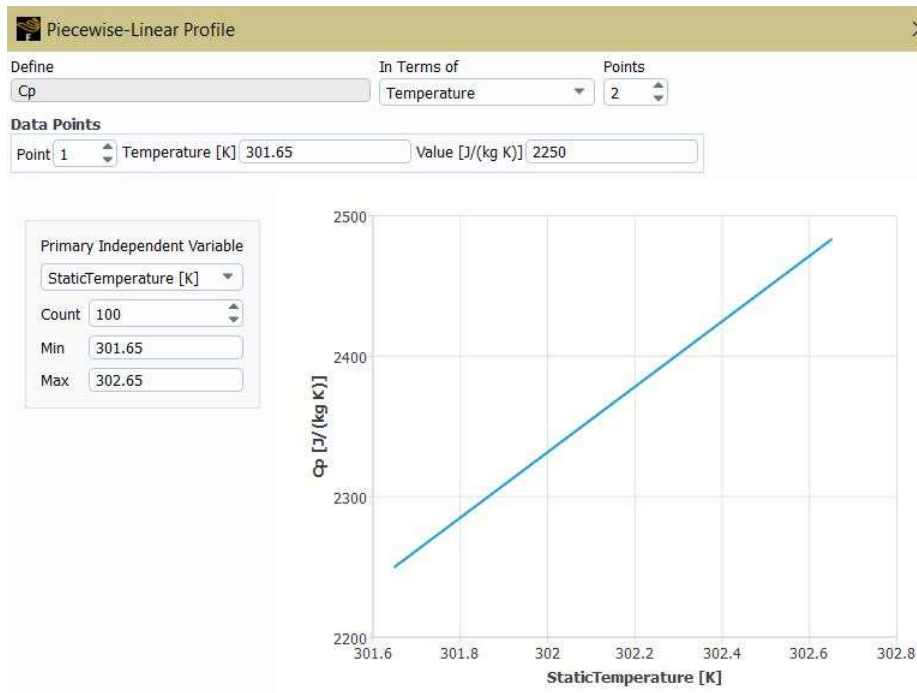 Piecewise-Linear Profile
Define In Terms of Points
Cp Temperature 2
Data Points
Point 1 Temperature [K] 301.65 Value [J/(kg K)] 2250
Primary Independent Variable
StaticTemperature [K]
Count 100
Min 301.65
Max 302.65
Cp [J/(kg K)]
2500
2400
2300
2200
301.6 301.8 302 302.2 302.4 302.6 302.8
StaticTemperature [K]